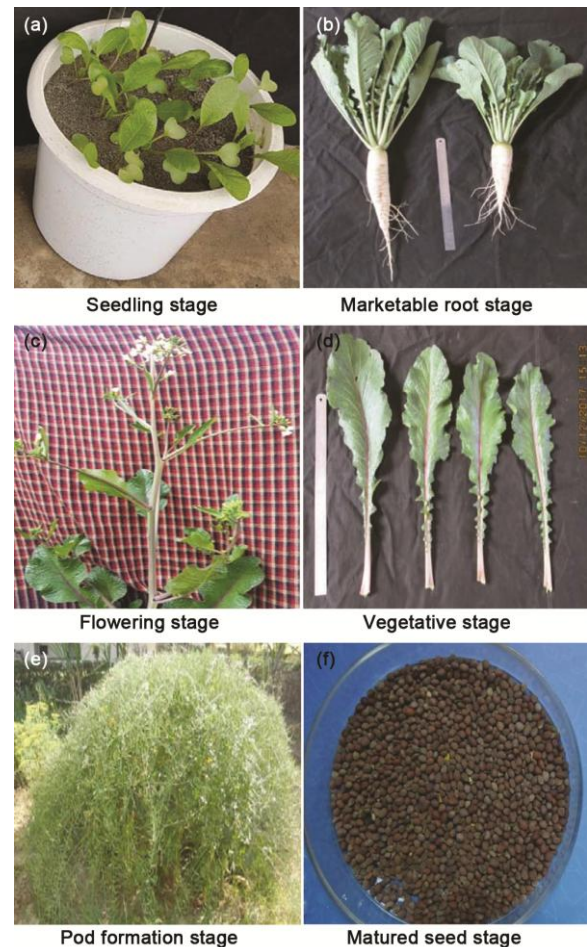 (a)
(b)
Seedling stage
Marketable root stage
(c)
(d)
Flowering stage
Vegetative stage
(e)
(f)
Pod formation stage
Matured seed stage